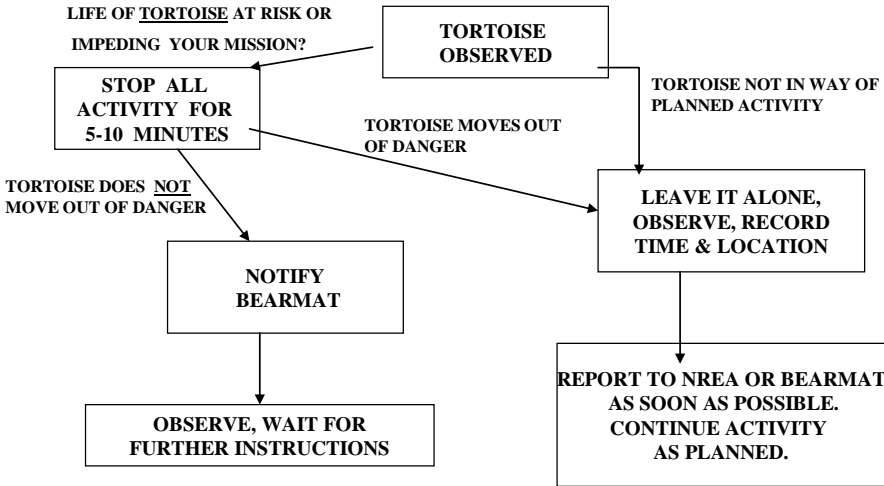 LIFE OF TORTOISE AT RISK OR
IMPEDING YOUR MISSION?
TORTOISE
OBSERVED
STOP ALL
ACTIVITY FOR
5-10 MINUTES
TORTOISE NOT IN WAY OF
PLANNED ACTIVITY
TORTOISE MOVES OUT
OF DANGER
TORTOISE DOES NOT
MOVE OUT OF DANGER
LEAVE IT ALONE,
OBSERVE, RECORD
TIME & LOCATION
NOTIFY
BEARMAT
REPORT TO NREA OR BEARMAT
AS SOON AS POSSIBLE.
CONTINUE ACTIVITY
AS PLANNED.
OBSERVE, WAIT FOR
FURTHER INSTRUCTIONS